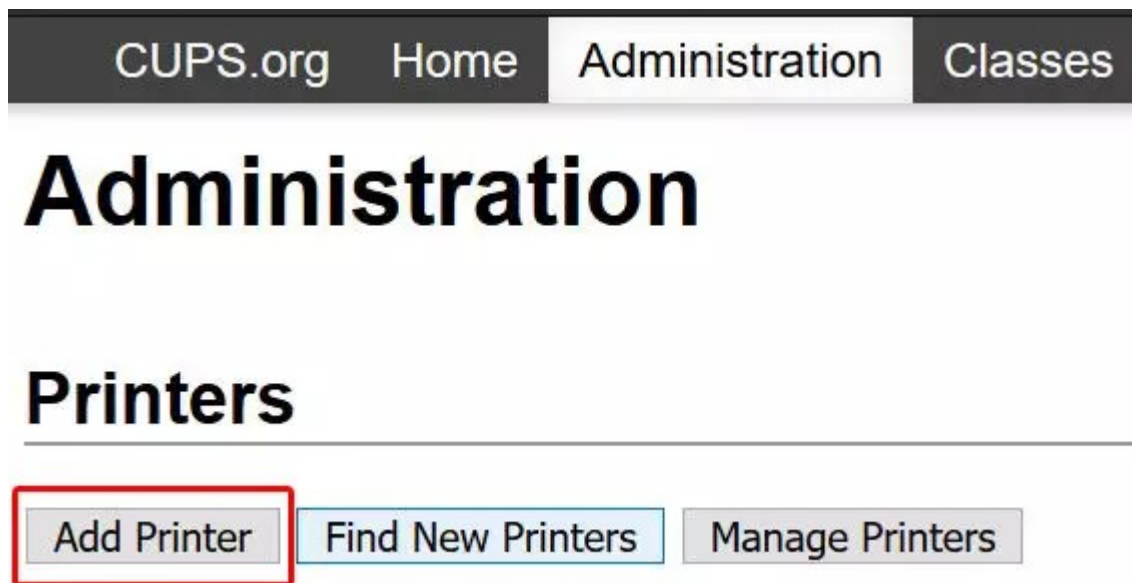 CUPS.org Home Administration Classes
Administration
Printers
Add Printer Find New Printers Manage Printers